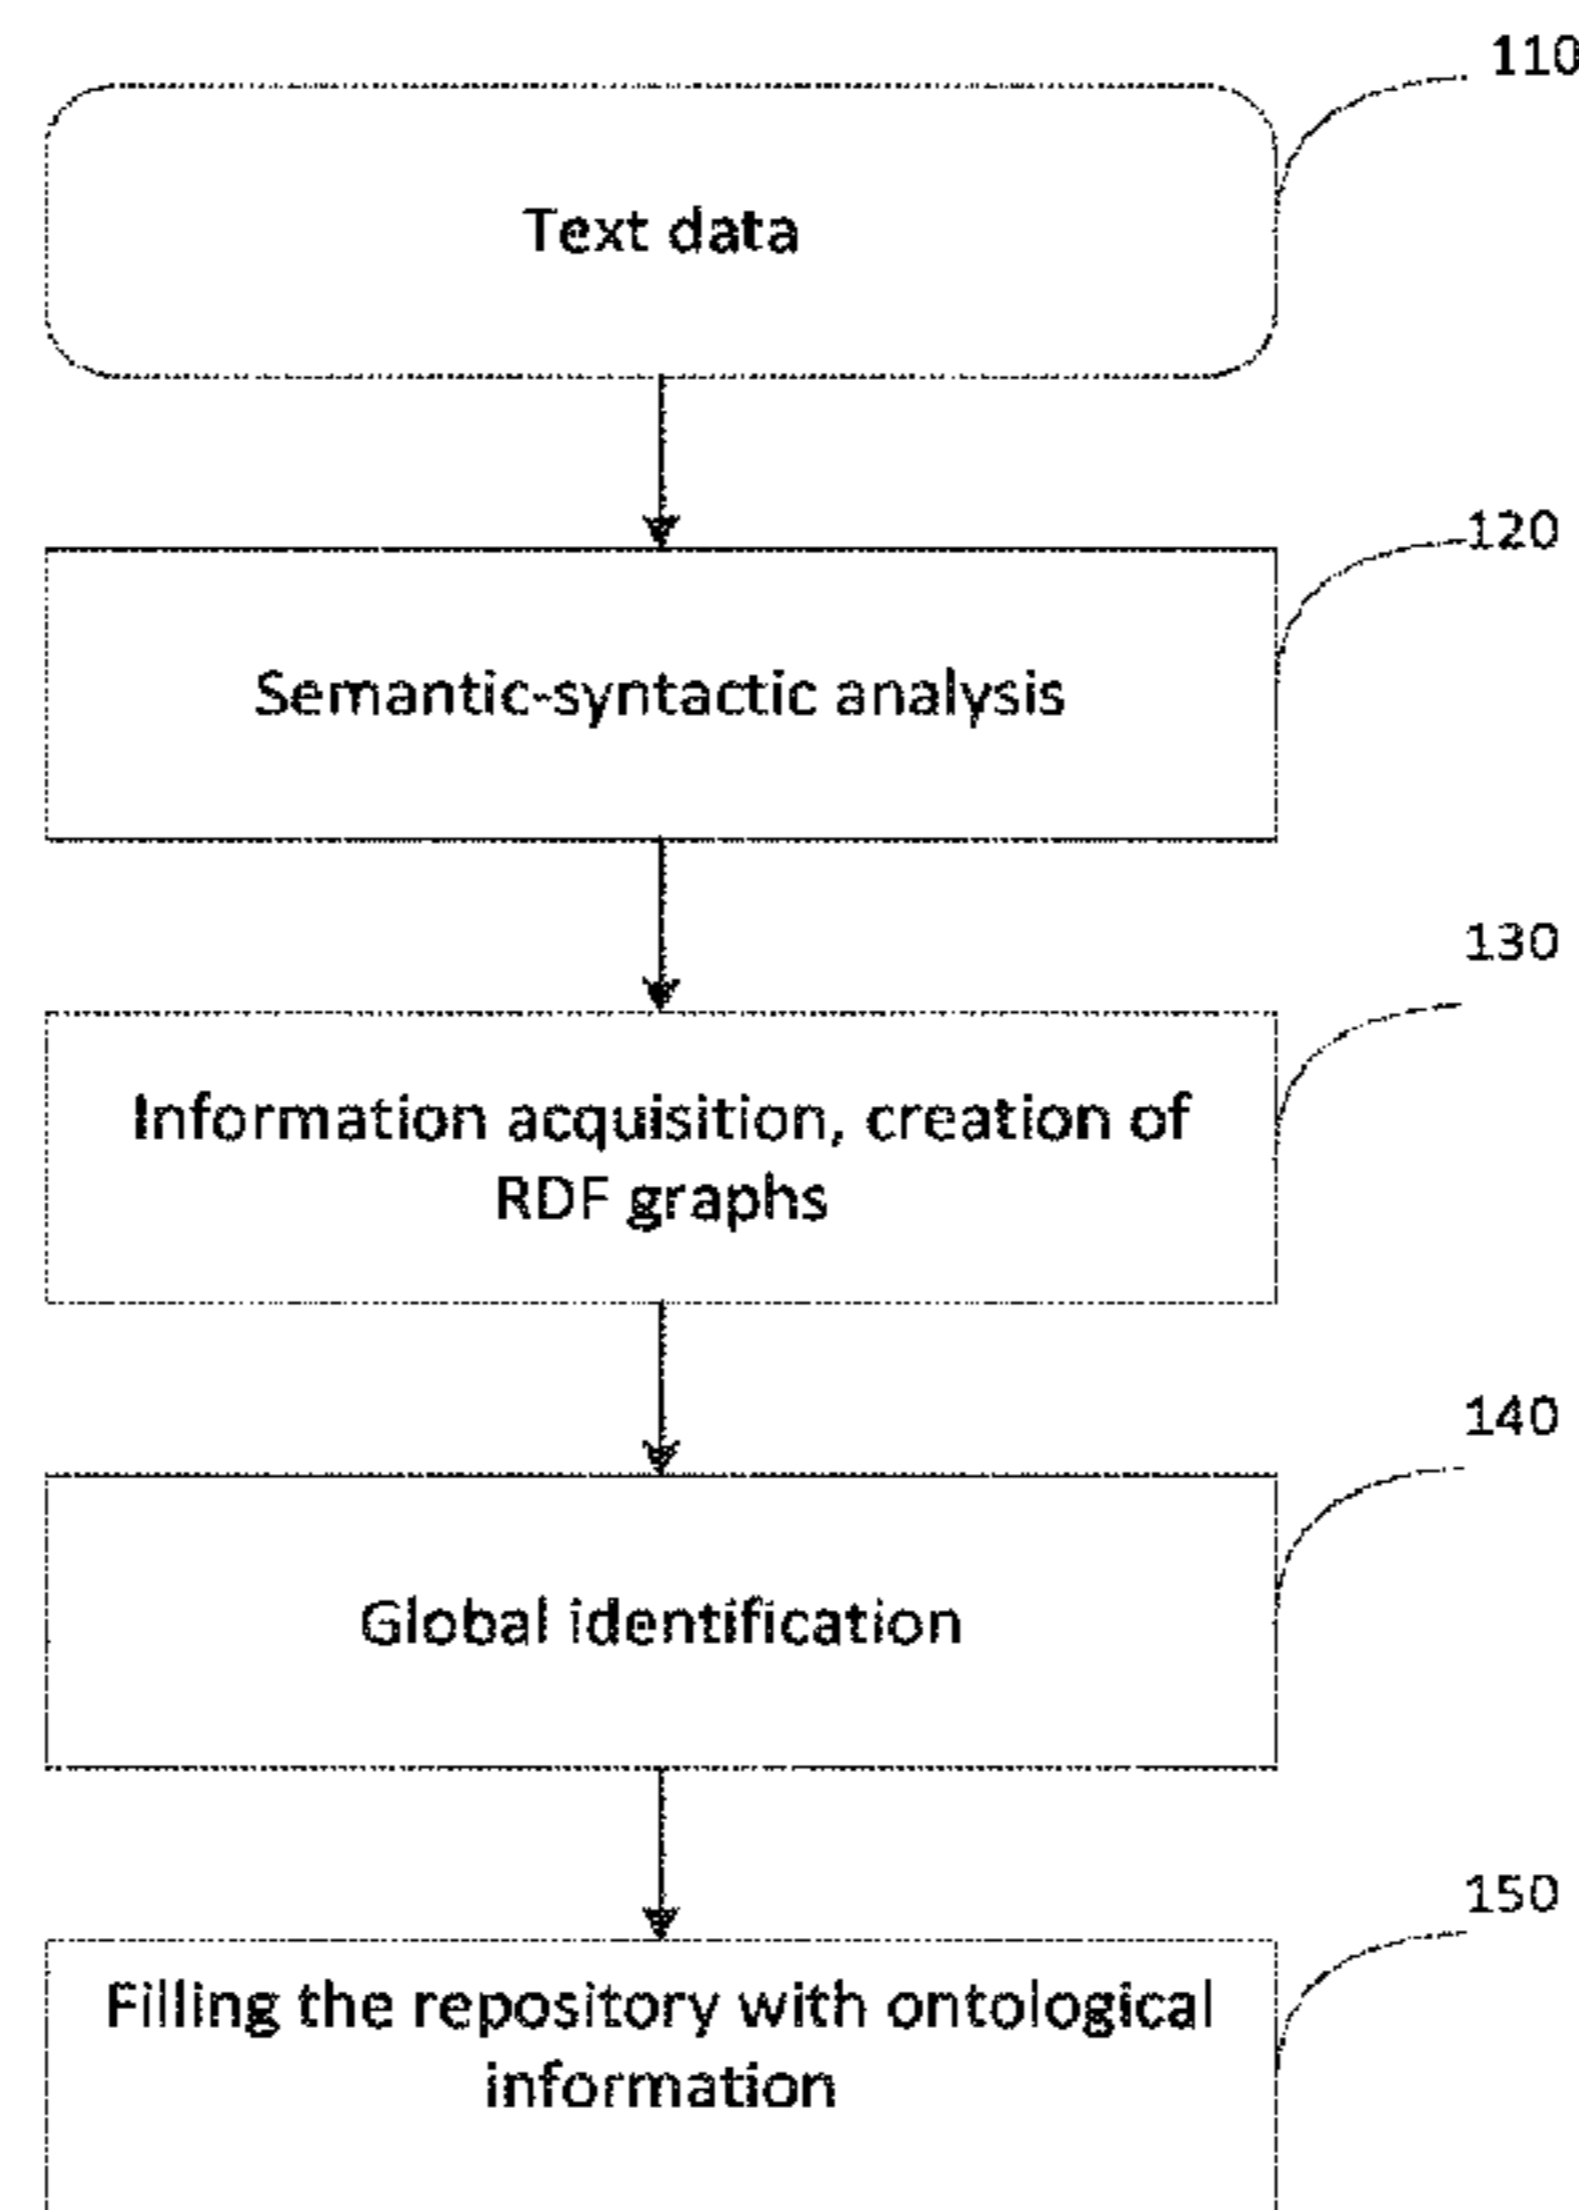 110
Text data
120
Semantic-syntactic analysis
130
Information acquisition, creation of
RDF graphs
140
Global identification
150
Filling the repository with ontological
information